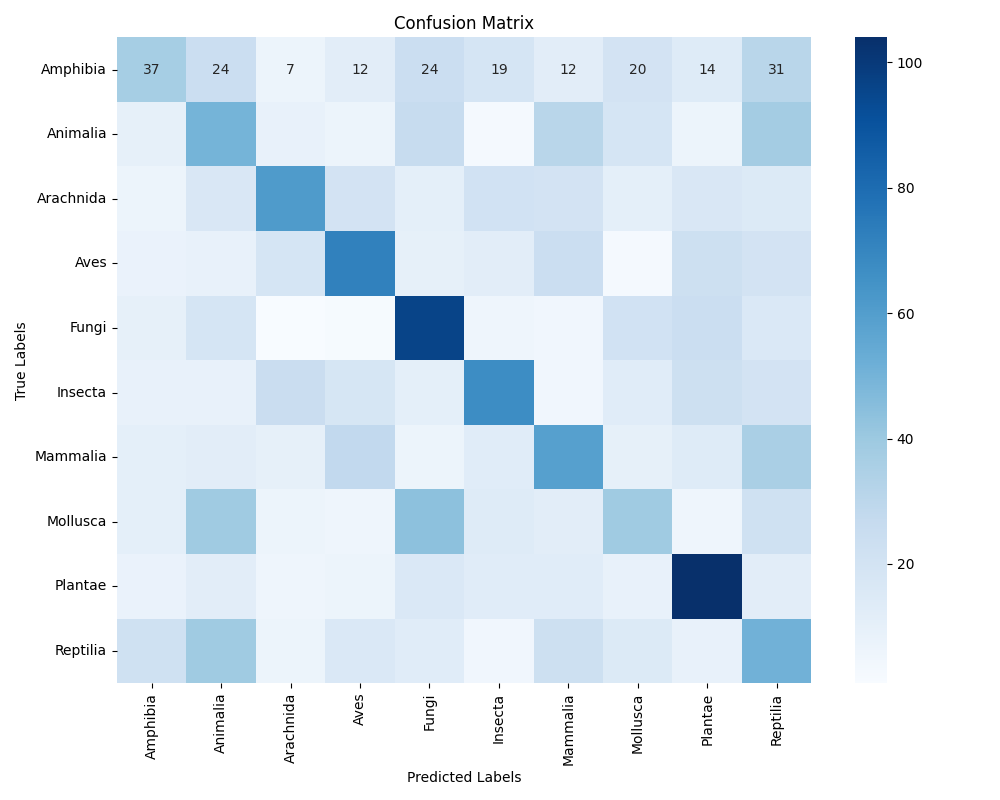 Confusion Matrix
True Labels
Amphibia 37 24 7 12 24 19 12 20 14 31
Animalia
Arachnida
Aves
Fungi
Insecta
Mammalia
Mollusca
Plantae
Reptilia
Amphibia Animalia Arachnida Aves Fungi Insecta Mammalia Mollusca Plantae Reptilia
Predicted Labels
100
80
60
40
20